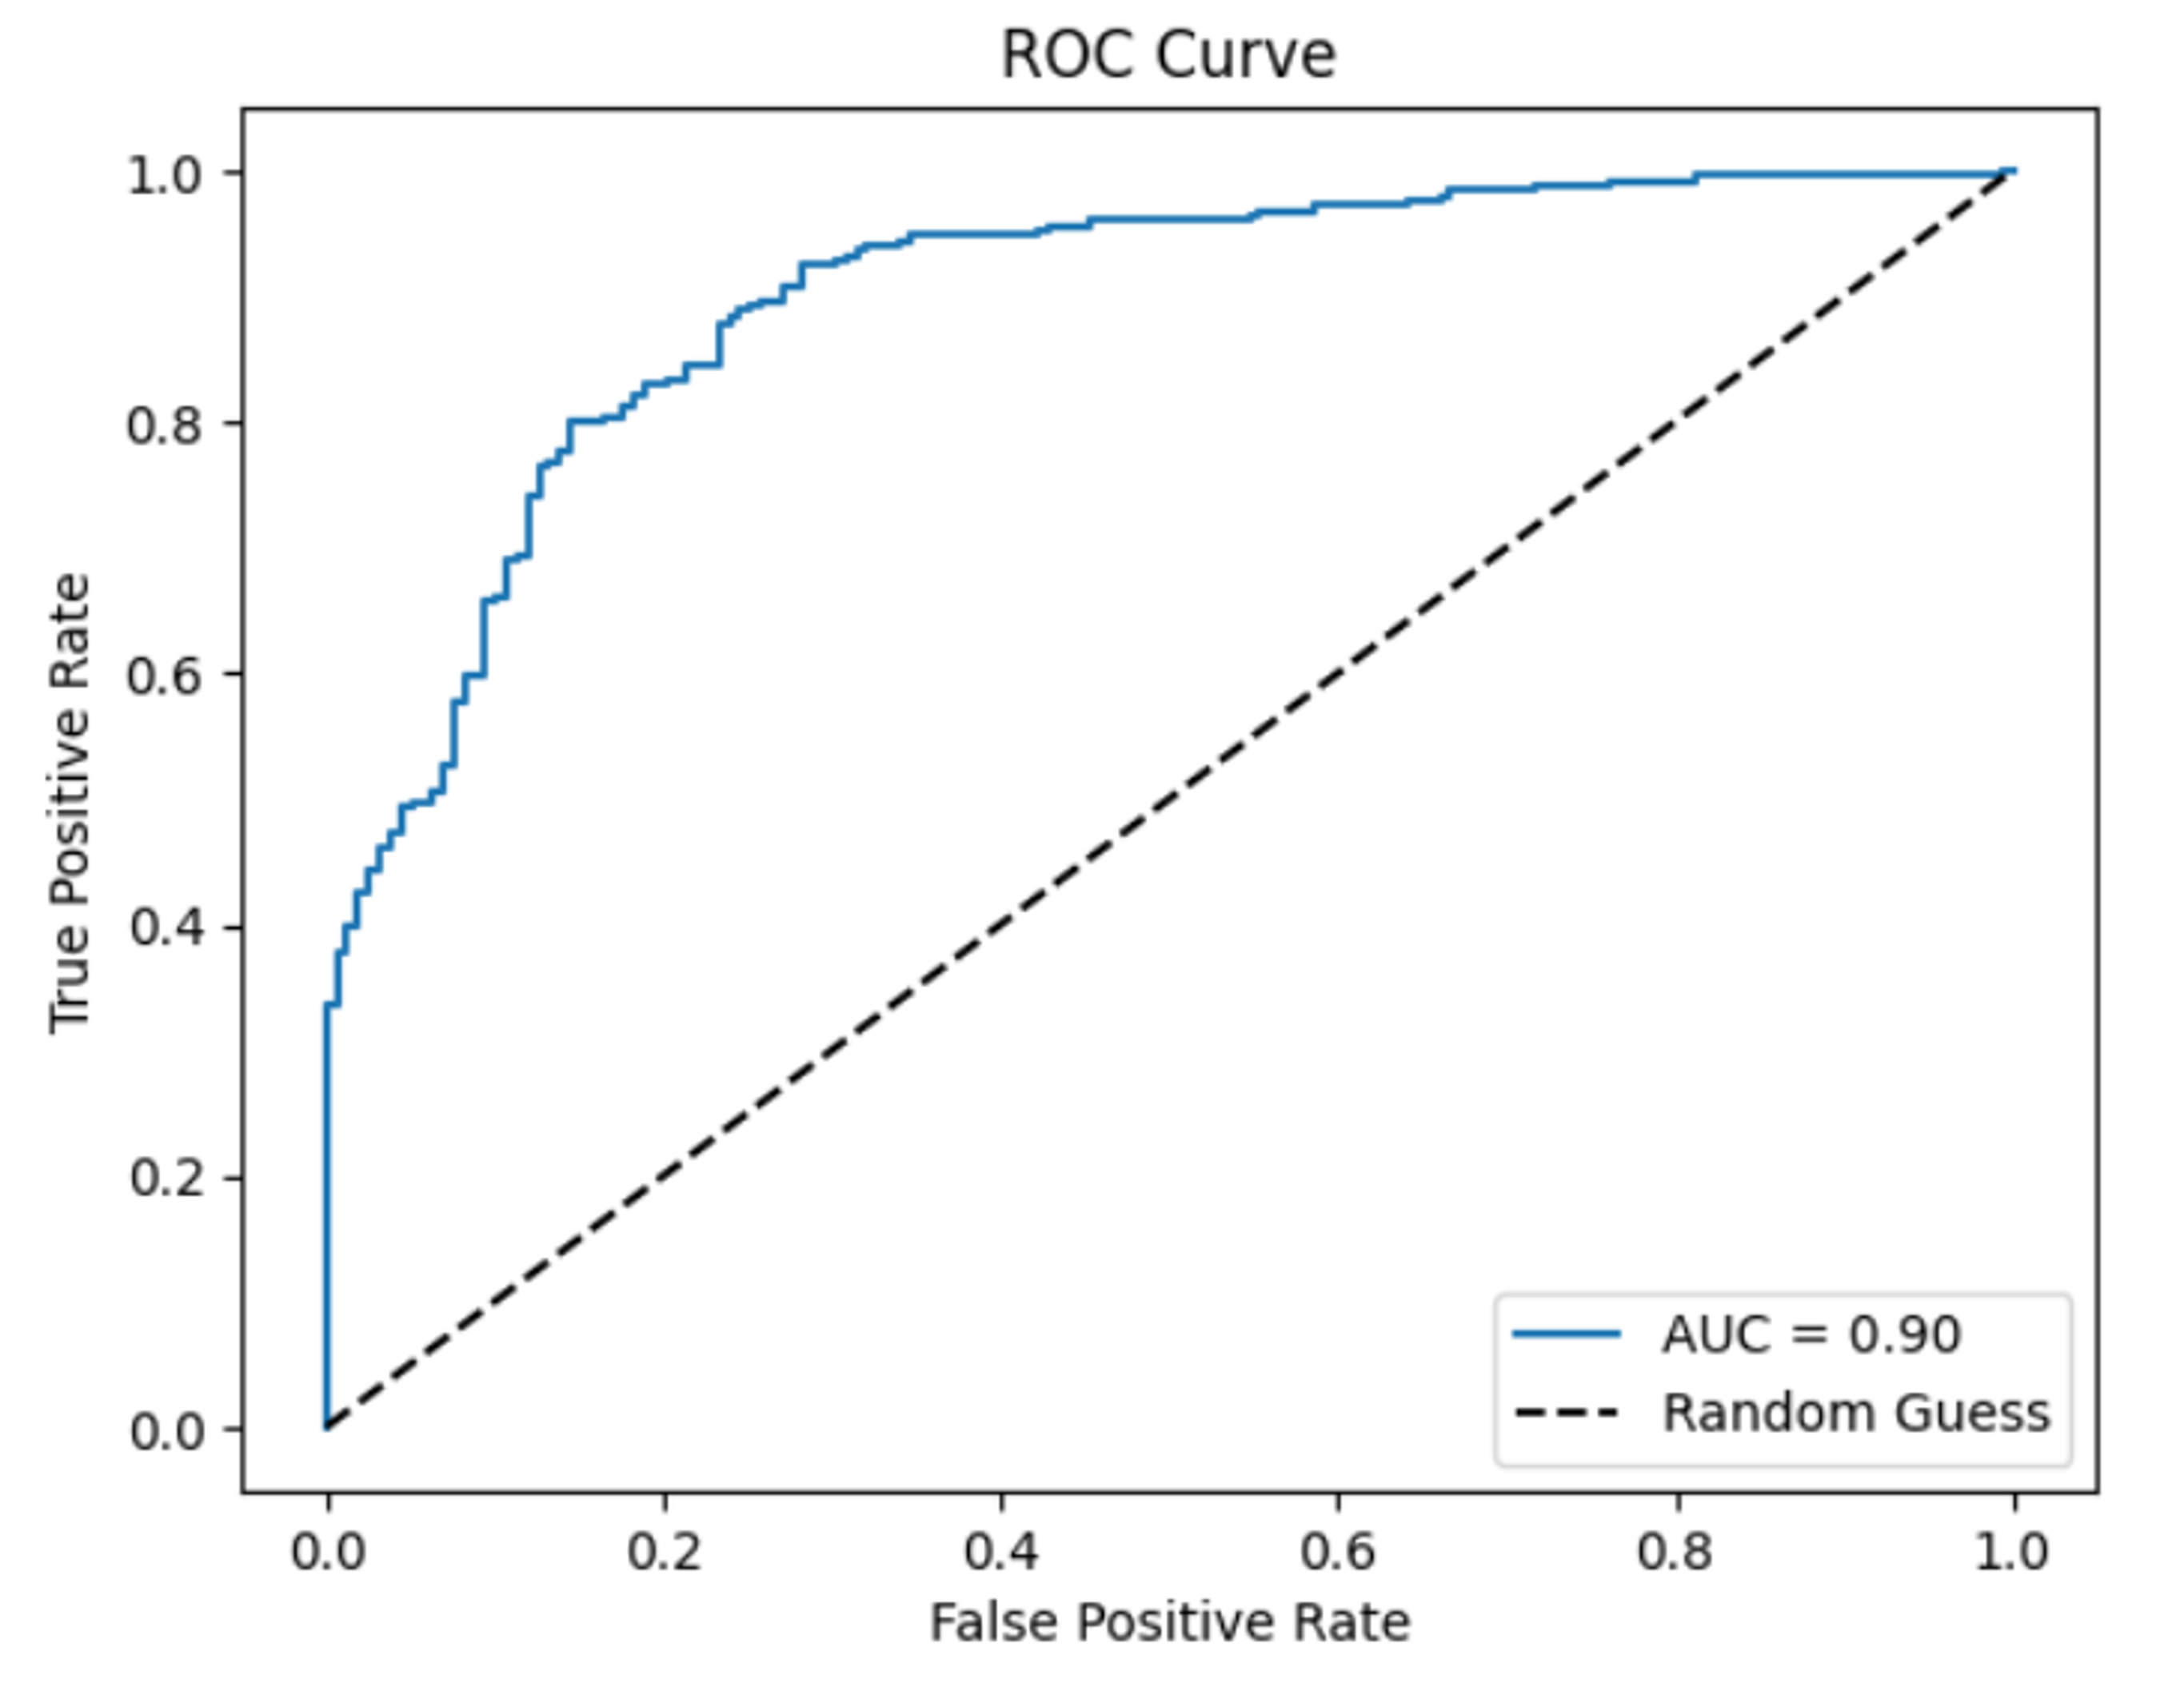 ROC Curve
True Positive Rate
1.0
0.8
0.6
0.4
0.2
0.0
AUC = 0.90
Random Guess
0.0 0.2 0.4 0.6 0.8 1.0
False Positive Rate